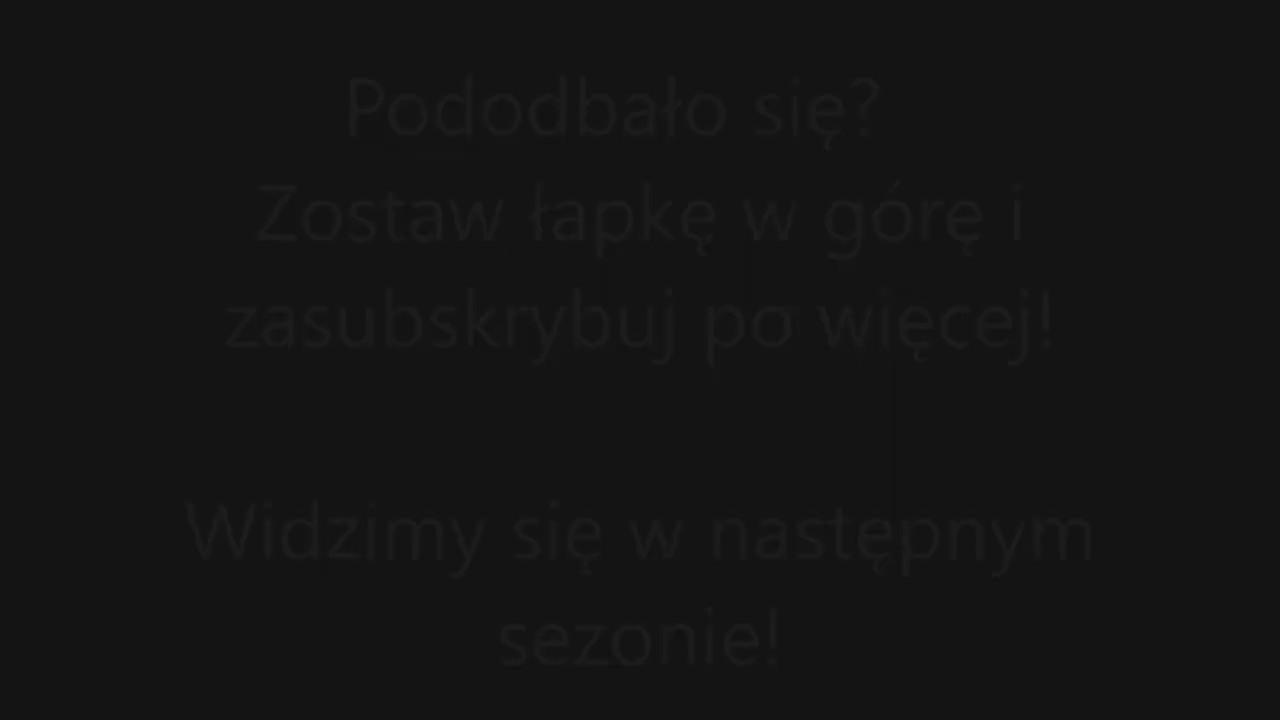 Pododbało się?
Zostaw łapkę w górę i
zasubskrybuj po więcej!
Widzimy się w następnym
sezonie!